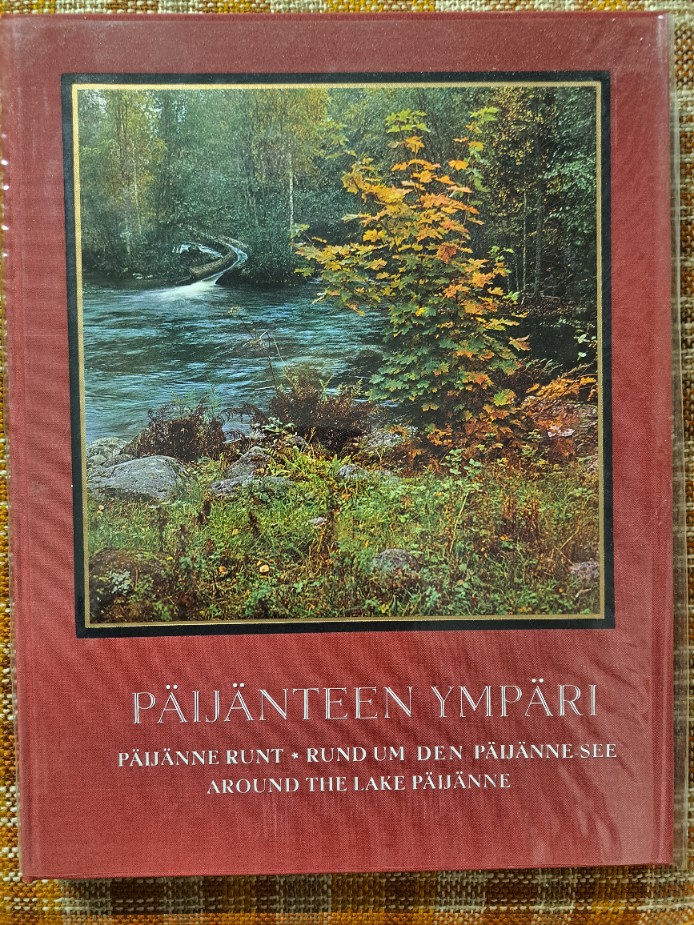 PÄIJÄNTEEN YMPÄRI
PÄIJÄNNE RUNT * RUND UM DEN PÄIJÄNNE-SEE
AROUND THE LAKE PÄIJÄNNE